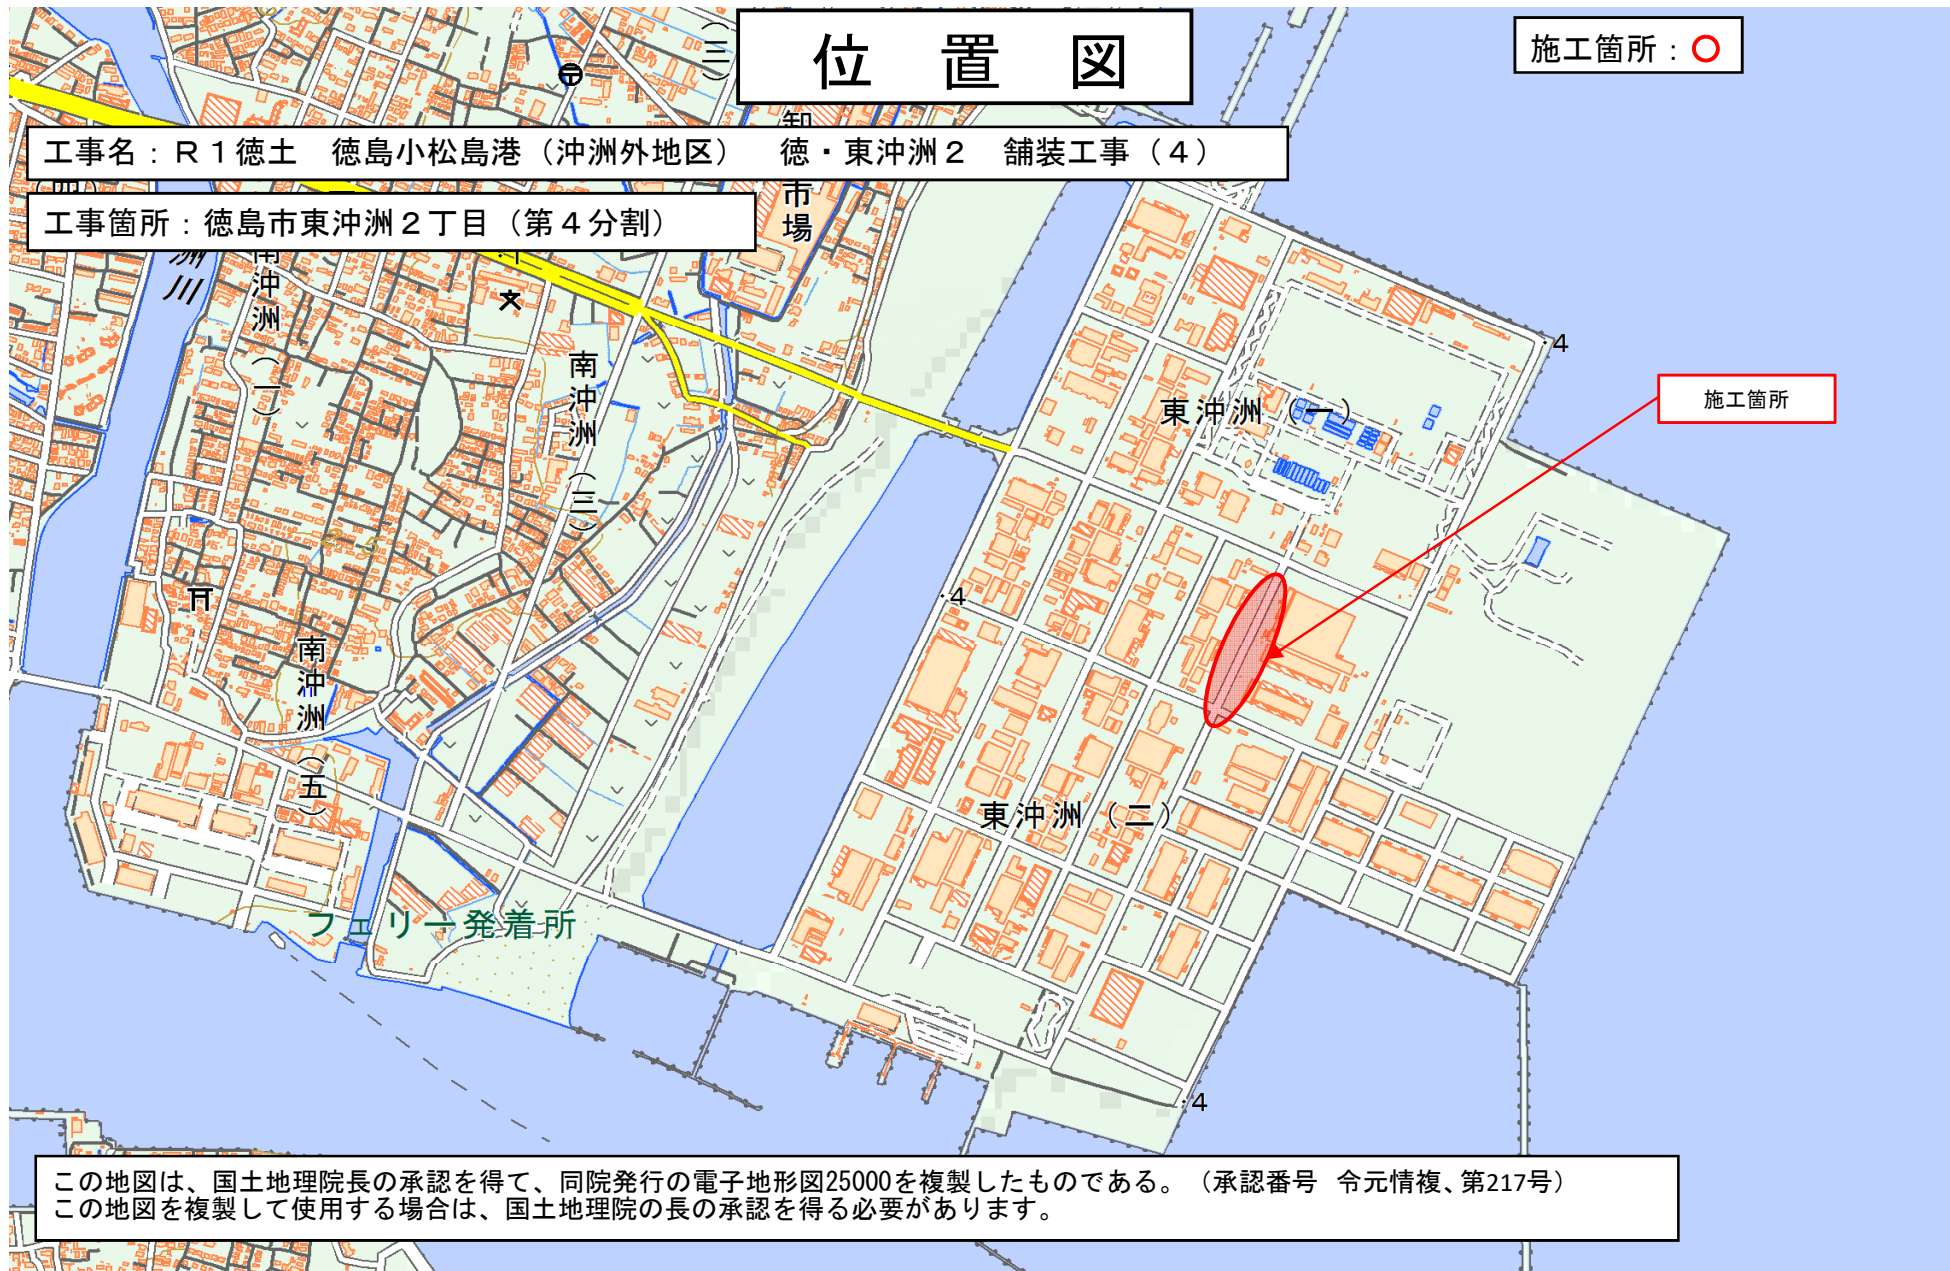 位　置　図
施工箇所：
（三）
卸
市場
工事名：Ｒ１徳土　徳島小松島港（沖洲外地区）　徳・東沖洲２　舗装工事（４）
工事箇所：徳島市東沖洲２丁目（第４分割）
洲川
南沖洲（一）
文
南沖洲（三）
東沖洲（一）
・4
施工箇所
・4
南沖洲（五）
東沖洲（二）
フェリー発着所
・4
この地図は、国土地理院長の承認を得て、同院発行の電子地形図25000を複製したものである。（承認番号　令元情複、第217号）
この地図を複製して使用する場合は、国土地理院の長の承認を得る必要があります。